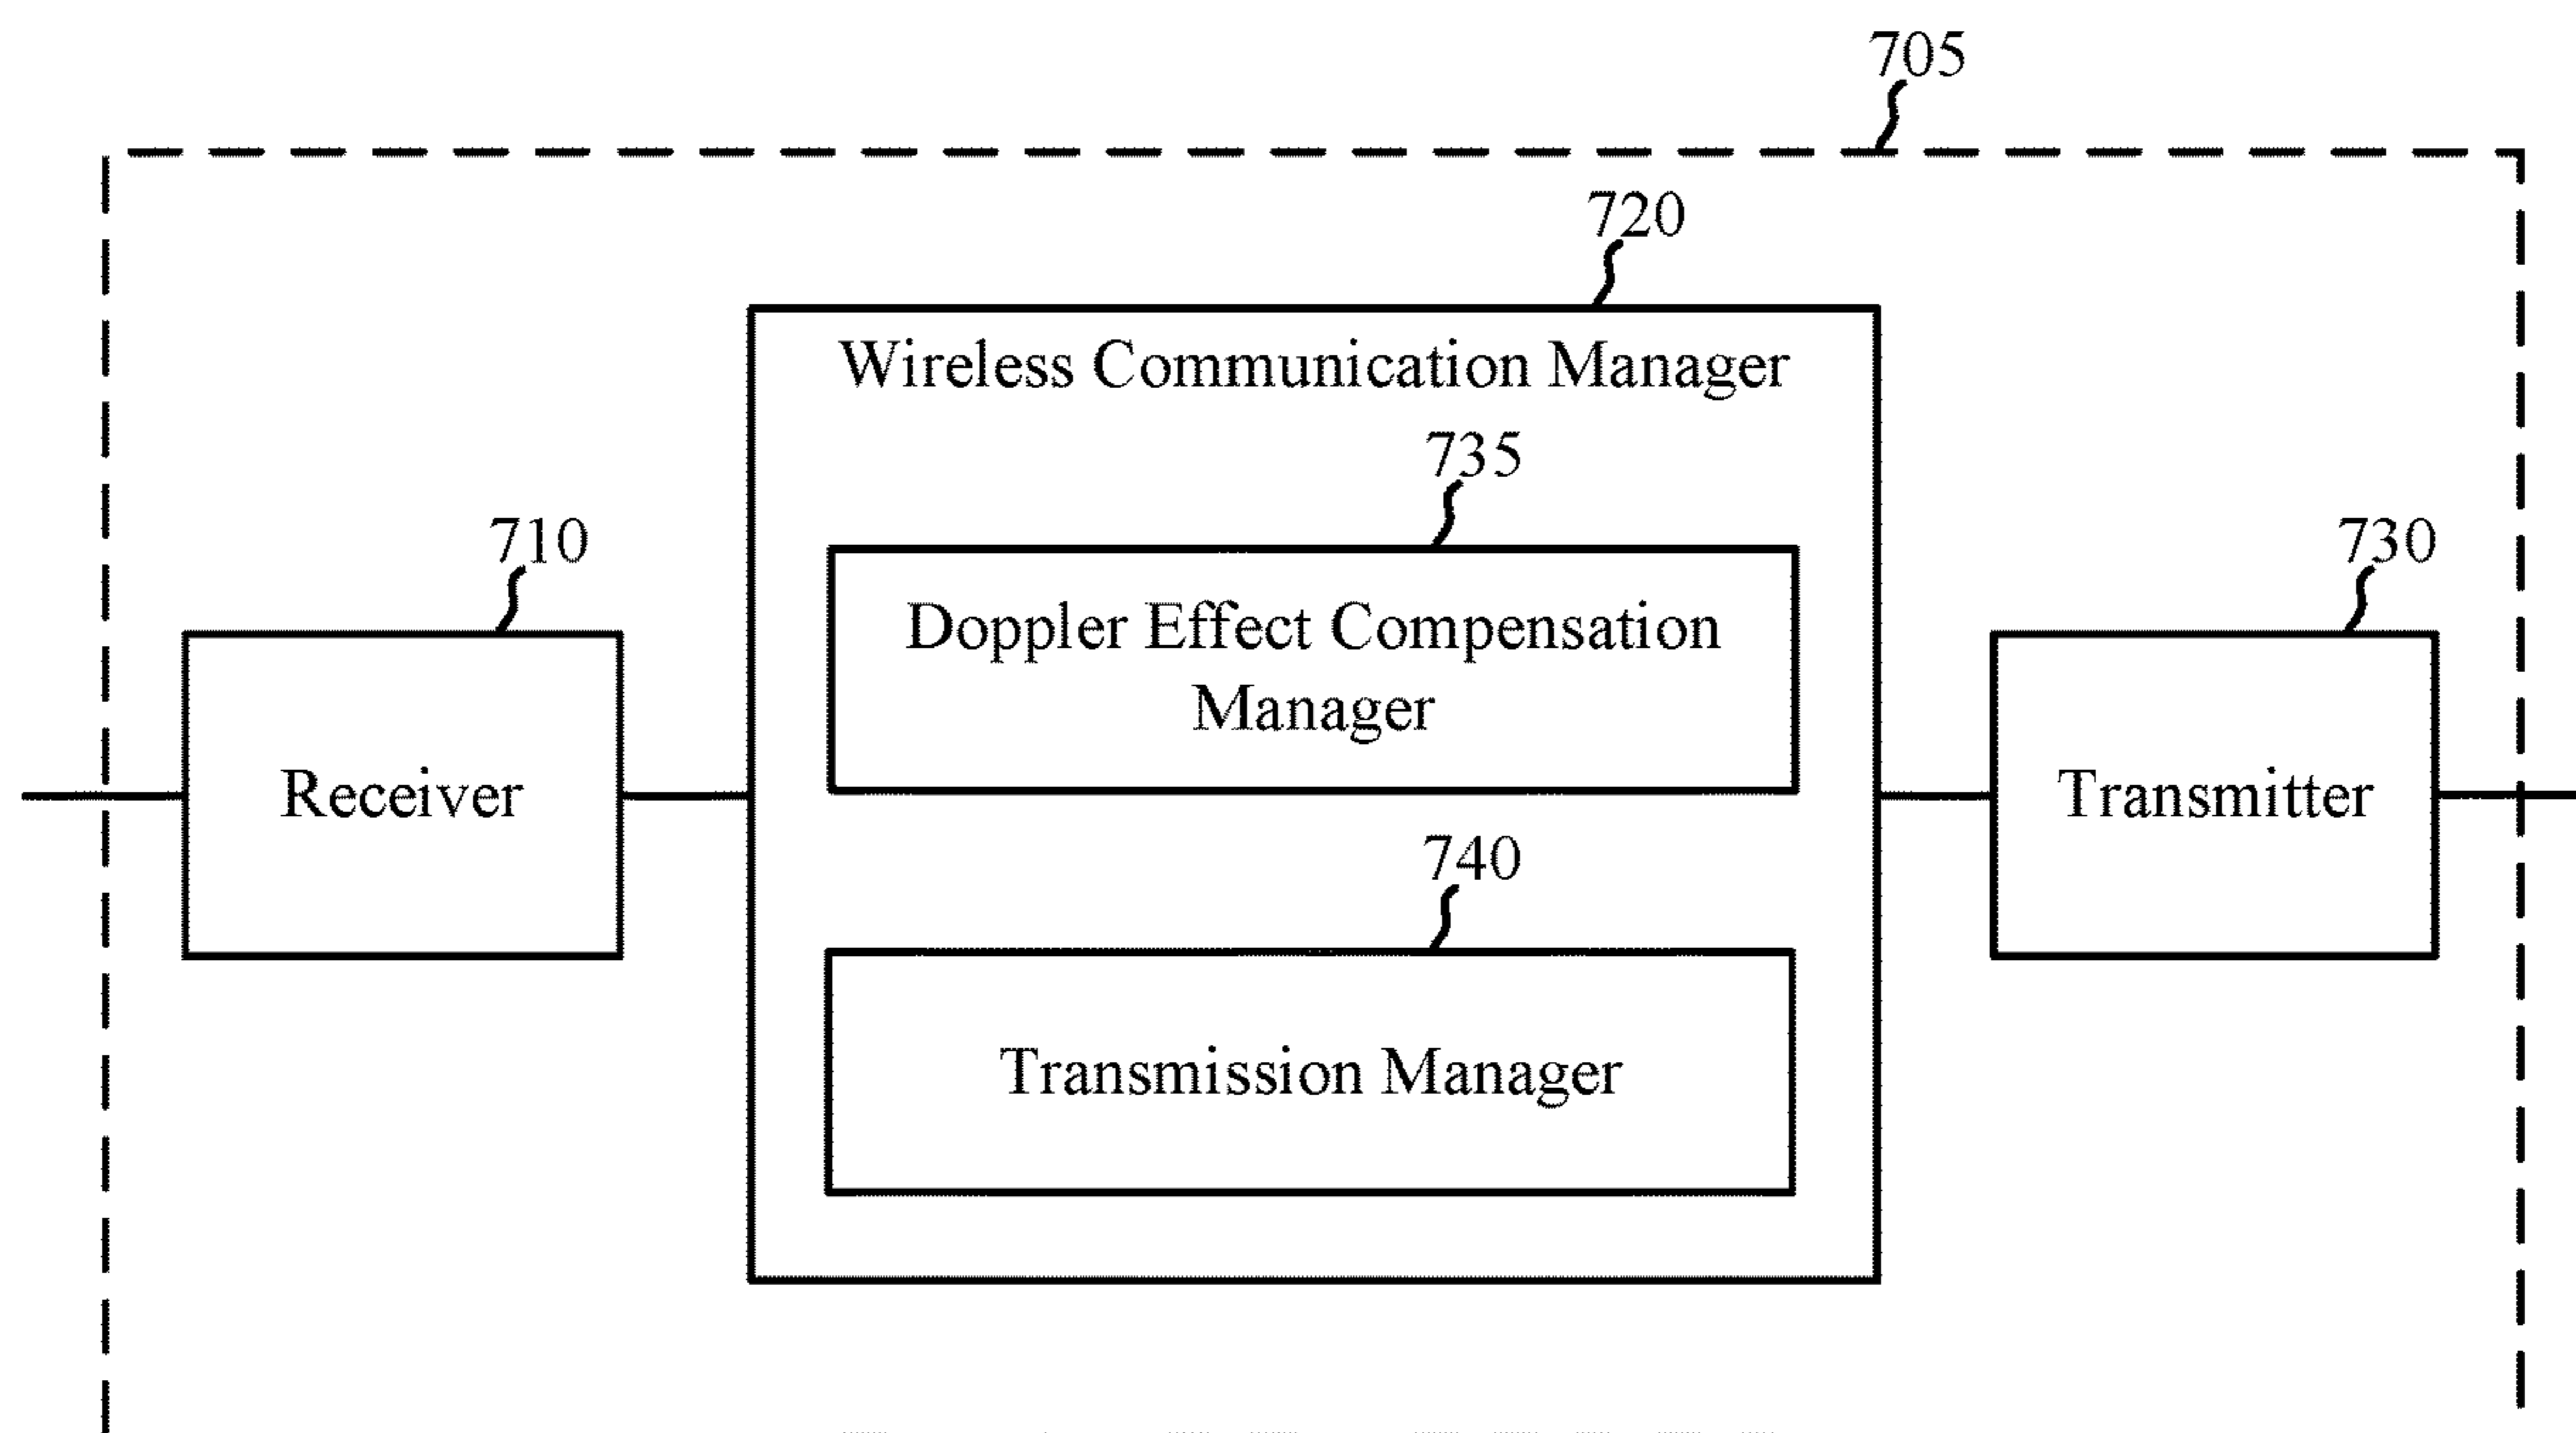 705
720
Wireless Communication Manager
735
710
730
Doppler Effect Compensation
Manager
Receiver
Transmitter
740
Transmission Manager